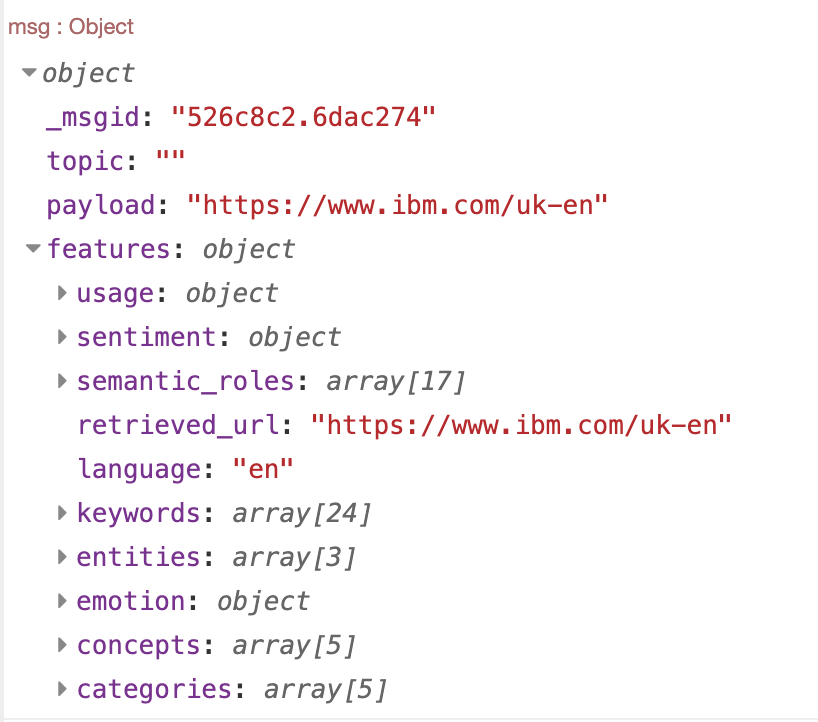 msg : Object
object
_msgid: "526c8c2.6dac274"
topic: ""
payload: "https://www.ibm.com/uk-en"
features: object
usage: object
sentiment: object
semantic_roles: array[17]
retrieved_url: "https://www.ibm.com/uk-en"
language: "en"
keywords: array[24]
entities: array[3]
emotion: object
concepts: array[5]
categories: array[5]